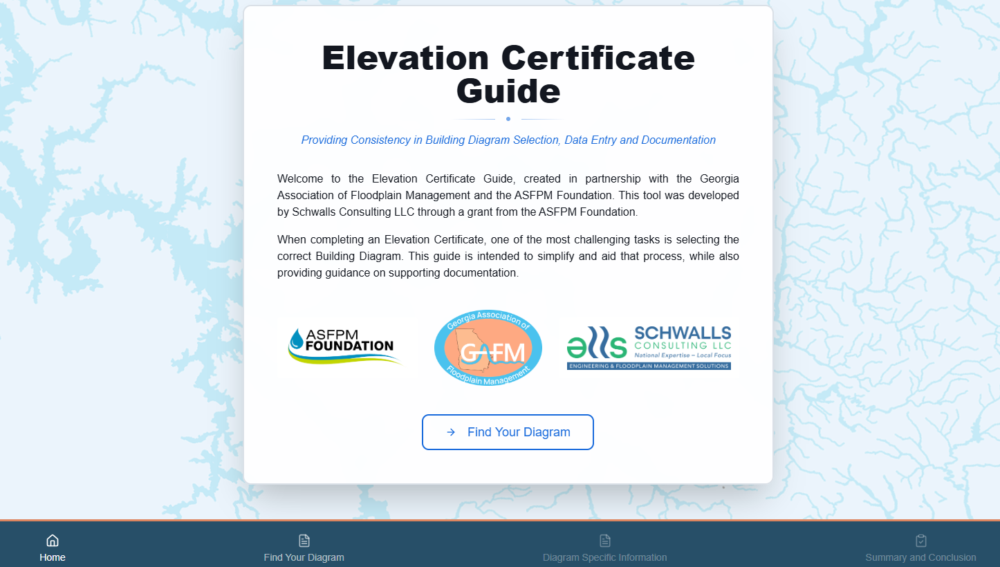 Elevation Certificate
Guide
Providing Consistency in Building Diagram Selection, Data Entry and Documentation
Welcome to the Elevation Certificate Guide, created in partnership with the Georgia
Association of Floodplain Management and the ASFPM Foundation. This tool was developed
by Schwalls Consulting LLC through a grant from the ASFPM Foundation.
When completing an Elevation Certificate, one of the most challenging tasks is selecting the
correct Building Diagram. This guide is intended to simplify and aid that process, while also
providing guidance on supporting documentation.
ASFPM
FOUNDATION
Georgia Association of
GAFM
Floodplain Management
SCHWALLS
CONSULTING LLC
National Expertise – Local Focus
ENGINEERING & FLOODPLAIN MANAGEMENT SOLUTIONS
Find Your Diagram
Home
Find Your Diagram
Diagram Specific Information
Summary and Conclusion